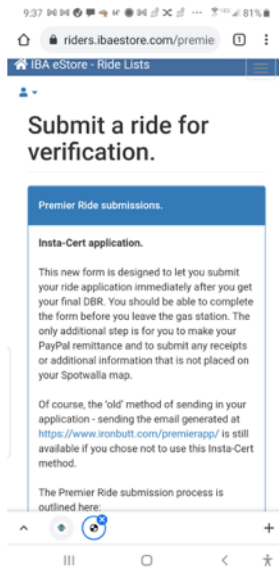 9:37
81%
riders.ibaestore.com/premie
1
IBA eStore - Ride Lists
Submit a ride for
verification.
Premier Ride submissions.
Insta-Cert application.
This new form is designed to let you submit
your ride application immediately after you get
your final DBR. You should be able to complete
the form before you leave the gas station. The
only additional step is for you to make your
PayPal remittance and to submit any receipts
or additional information that is not placed on
your Spotwalla map.
Of course, the 'old' method of sending in your
application - sending the email generated at
https://www.ironbutt.com/premierapp/ is still
available if you chose not to use this Insta-Cert
method.
The Premier Ride submission process is
outlined here: